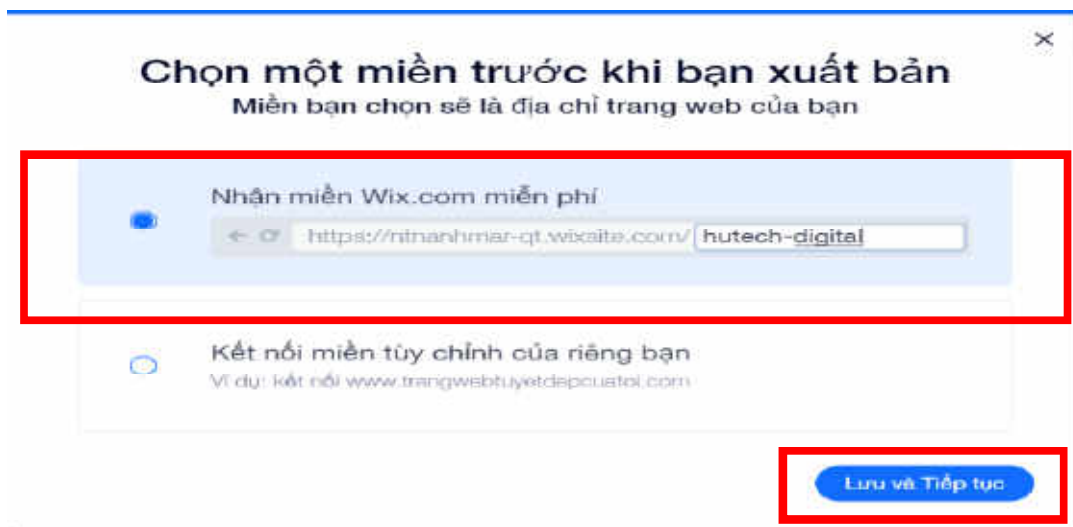 Chọn một miền trước khi bạn xuất bản
Miền bạn chọn sẽ là địa chỉ trang web của bạn
Nhận miền Wix.com miễn phí
https://ntnanhmar-qt.wixsite.com/ hutech-digital
Kết nối miền tùy chỉnh của riêng bạn
Ví dụ: kết nối www.trangwebtuyetdepcuatoi.com
Lưu và Tiếp tục